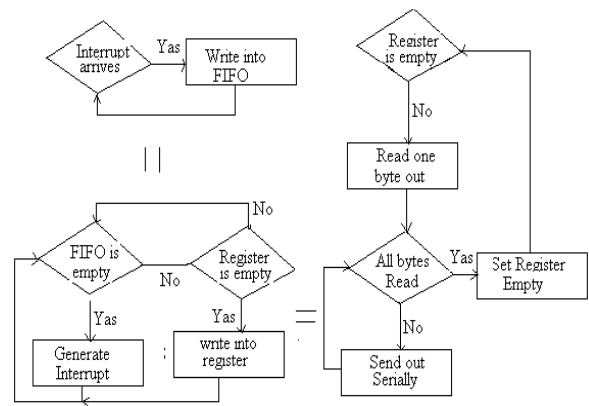 Interrupt
arrives
Yas
Write into
FIFO
Register
is empty
No
Read one
byte out
All bytes
Read
Yas
Set Register
Empty
No
Send out
Serially
FIFO is
empty
No
Register
is empty
No
Yas
Generate
Interrupt
Yas
write into
register